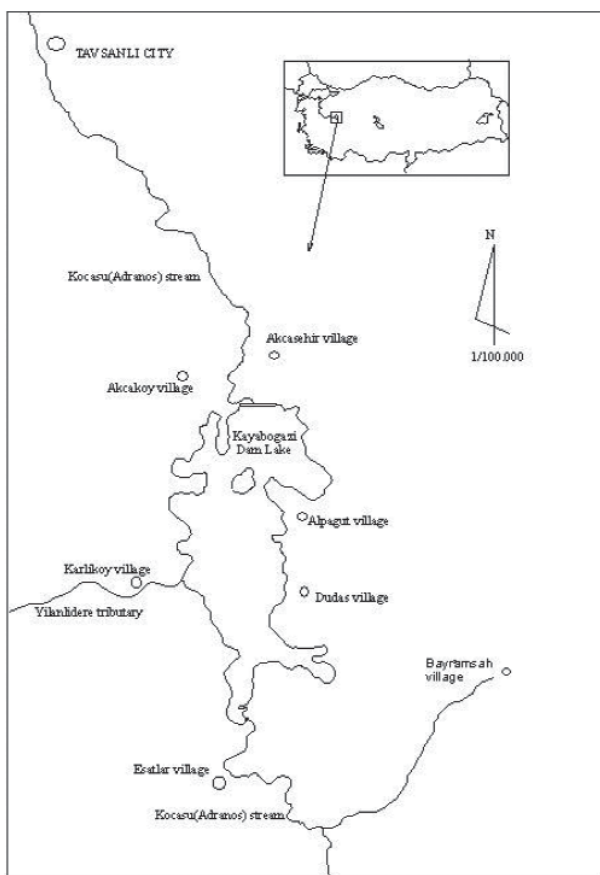 TAVSANLI CITY
Kocasu(Adranos) stream
N
1/100.000
Akcasehir village
Akcakoy village
Kayabogazi
Dam Lake
Alpagut village
Karlikoy village
Dudas village
Yilanlidere tributary
Bayramsah
village
Esatlar village
Kocasu(Adranos) stream